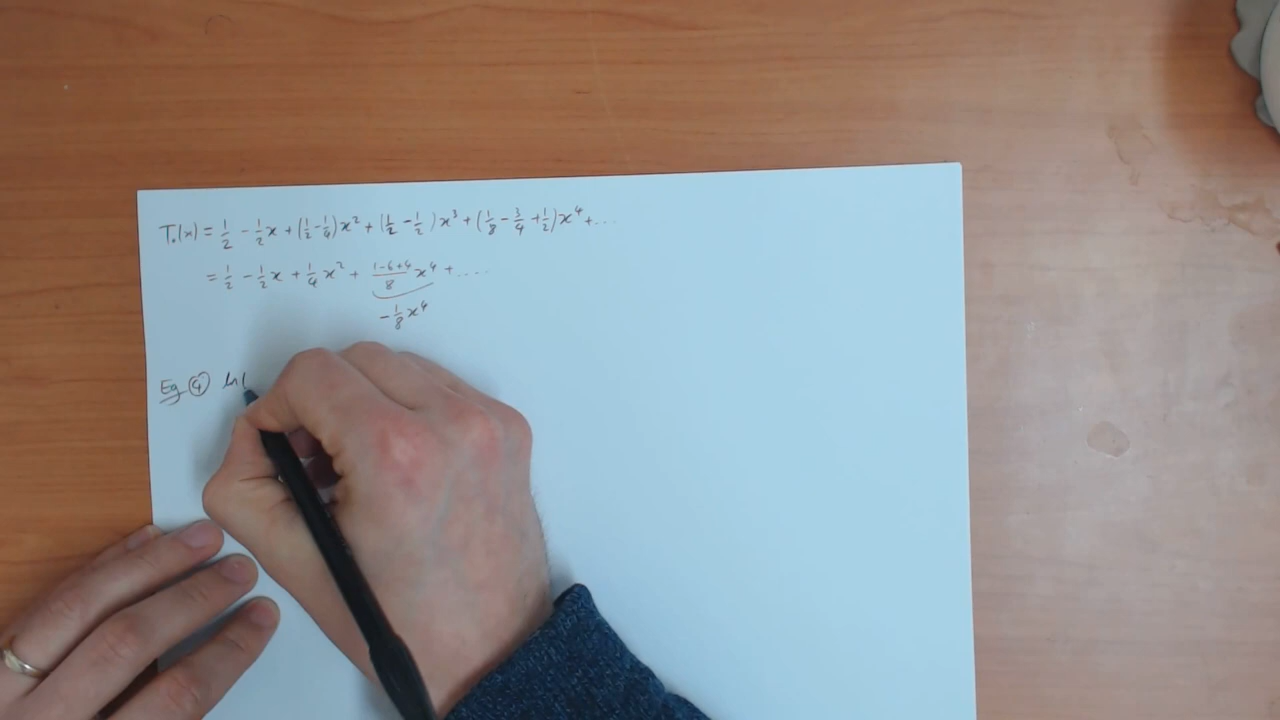 T₀(x) = 1/2 - 1/2x + (1/2 - 1/4)x² + (1/2 - 1/2)x³ + (1/8 - 3/4 + 1/2)x⁴ + ...
= 1/2 - 1/2x + 1/4x² + (1-6+4)/8 x⁴ + ....
- 1/8x⁴
Eg ④ ln(